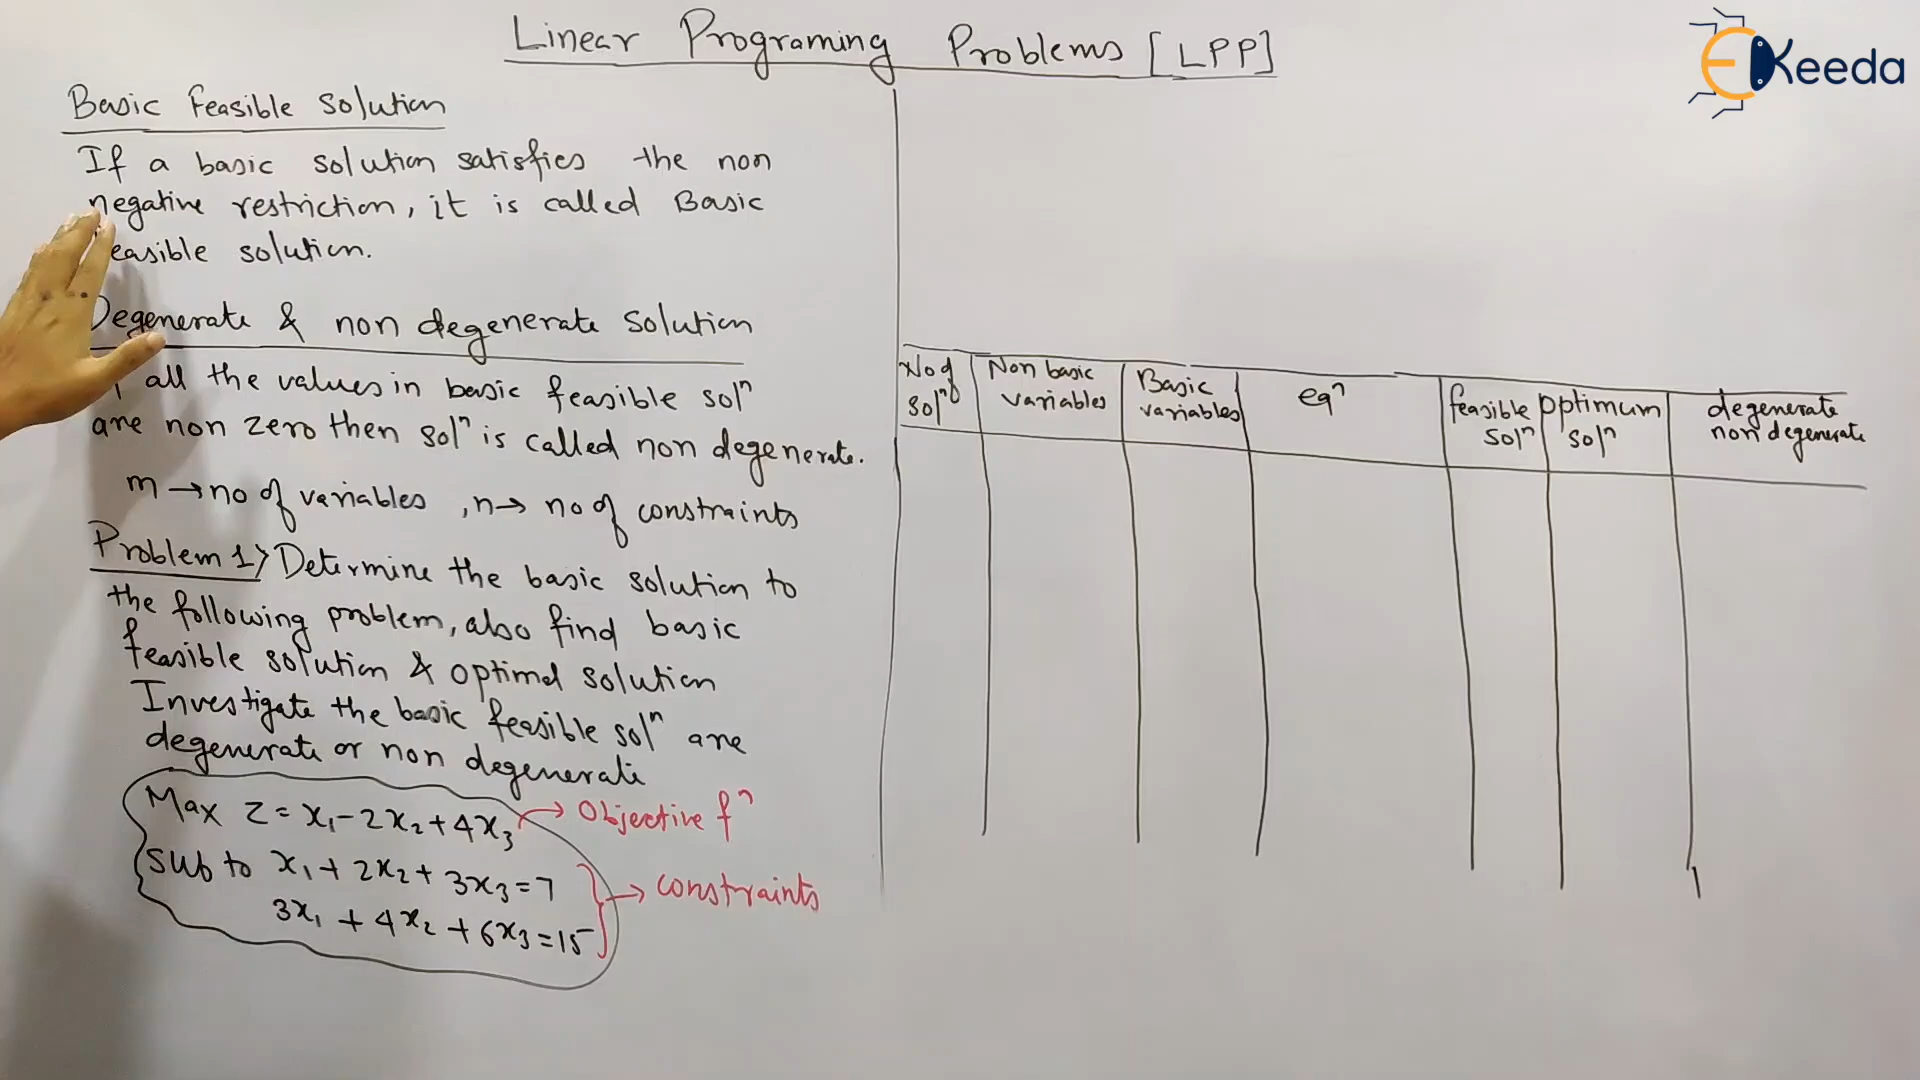 Linear Programing Problems [LPP]
EKeeda
Basic Feasible Solution
If a basic solution satisfies the non
negative restriction, it is called Basic
easible solution.
Degenerate & non degenerate solution
all the values in basic feasible solⁿ
are non zero then solⁿ is called non degenerate.
m → no of variables , n → no of constraints
Problem 1) Determine the basic solution to
the following problem, also find basic
feasible solution & optimal solution
Investigate the basic feasible solⁿ are
degenerate or non degenerate
Max Z = x₁ - 2x₂ + 4x₃ → Objective fⁿ
Sub to x₁ + 2x₂ + 3x₃ = 7
3x₁ + 4x₂ + 6x₃ = 15 → constraints
No of solⁿ
Non basic variables
Basic variables
eqⁿ
feasible solⁿ
optimum solⁿ
degenerate non degenerate